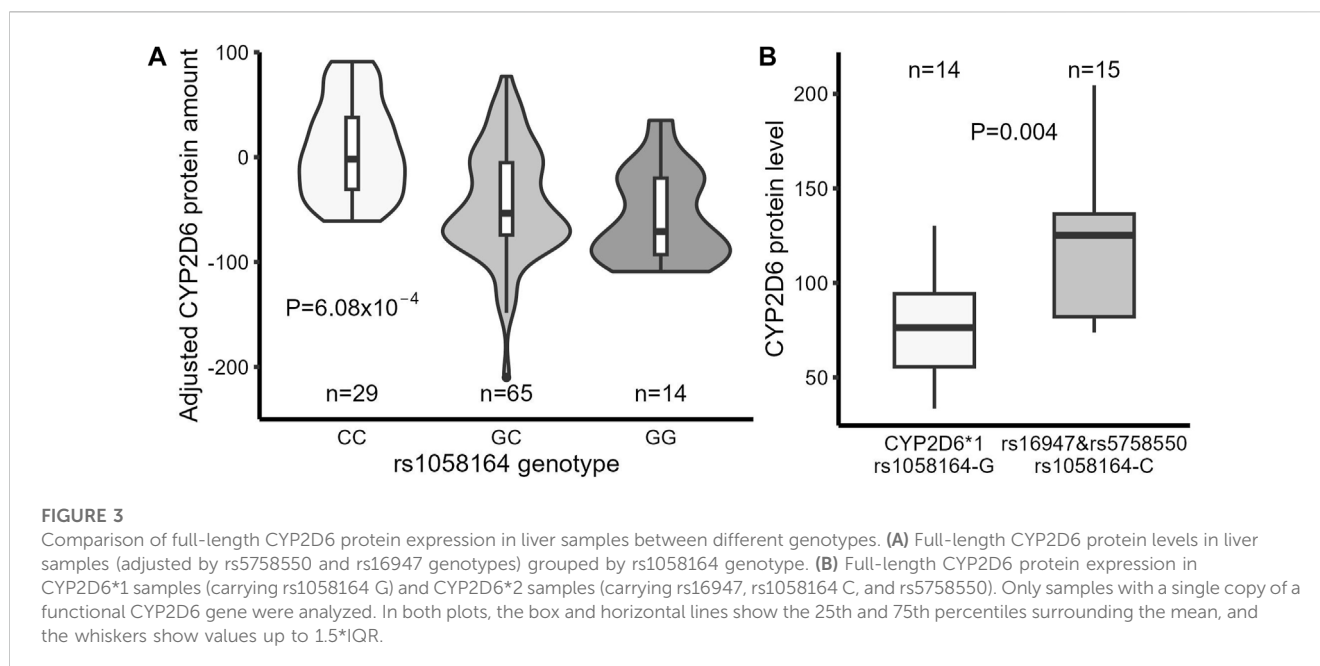 A
Adjusted CYP2D6 protein amount
100
0
-100
-200
P=6.08x10⁻⁴
n=29
n=65
n=14
CC
GC
GG
rs1058164 genotype
B
CYP2D6 protein level
200
150
100
50
n=14
n=15
P=0.004
CYP2D6*1
rs1058164-G
rs16947&rs5758550
rs1058164-C
FIGURE 3
Comparison of full-length CYP2D6 protein expression in liver samples between different genotypes. (A) Full-length CYP2D6 protein levels in liver
samples (adjusted by rs5758550 and rs16947 genotypes) grouped by rs1058164 genotype. (B) Full-length CYP2D6 protein expression in
CYP2D6*1 samples (carrying rs1058164 G) and CYP2D6*2 samples (carrying rs16947, rs1058164 C, and rs5758550). Only samples with a single copy of a
functional CYP2D6 gene were analyzed. In both plots, the box and horizontal lines show the 25th and 75th percentiles surrounding the mean, and
the whiskers show values up to 1.5*IQR.